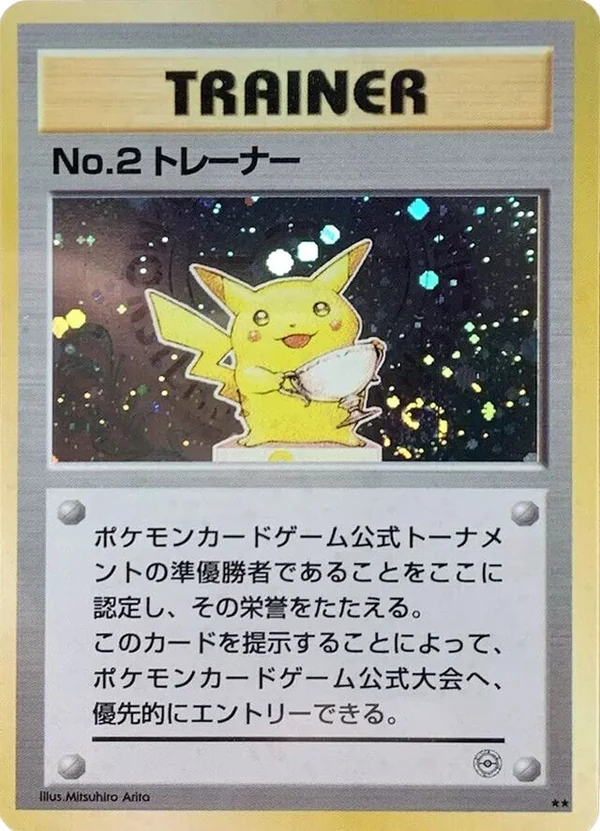 TRAINER
No.2 トレーナー
ポケモンカードゲーム公式トーナメ
ントの準優勝者であることをここに
認定し、その栄誉をたたえる。
このカードを提示することによって、
ポケモンカードゲーム公式大会へ、
優先的にエントリーできる。
Illus.Mitsuhiro Arita
★★